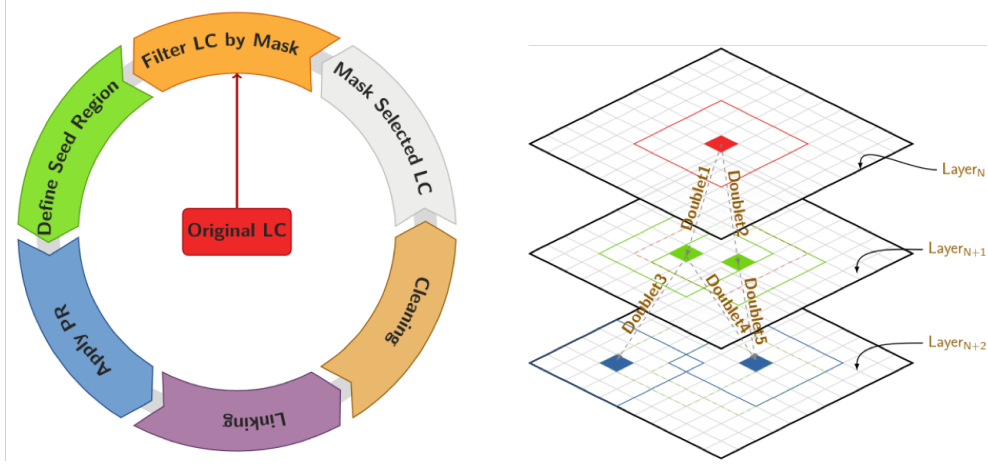 Filter LC by Mask
Mask Selected LC
Cleaning
Linking
Apply PR
Define Seed Region
Original LC
Doublet1
Doublet2
Doublet3
Doublet4
Doublet5
Layer_N
Layer_N+1
Layer_N+2